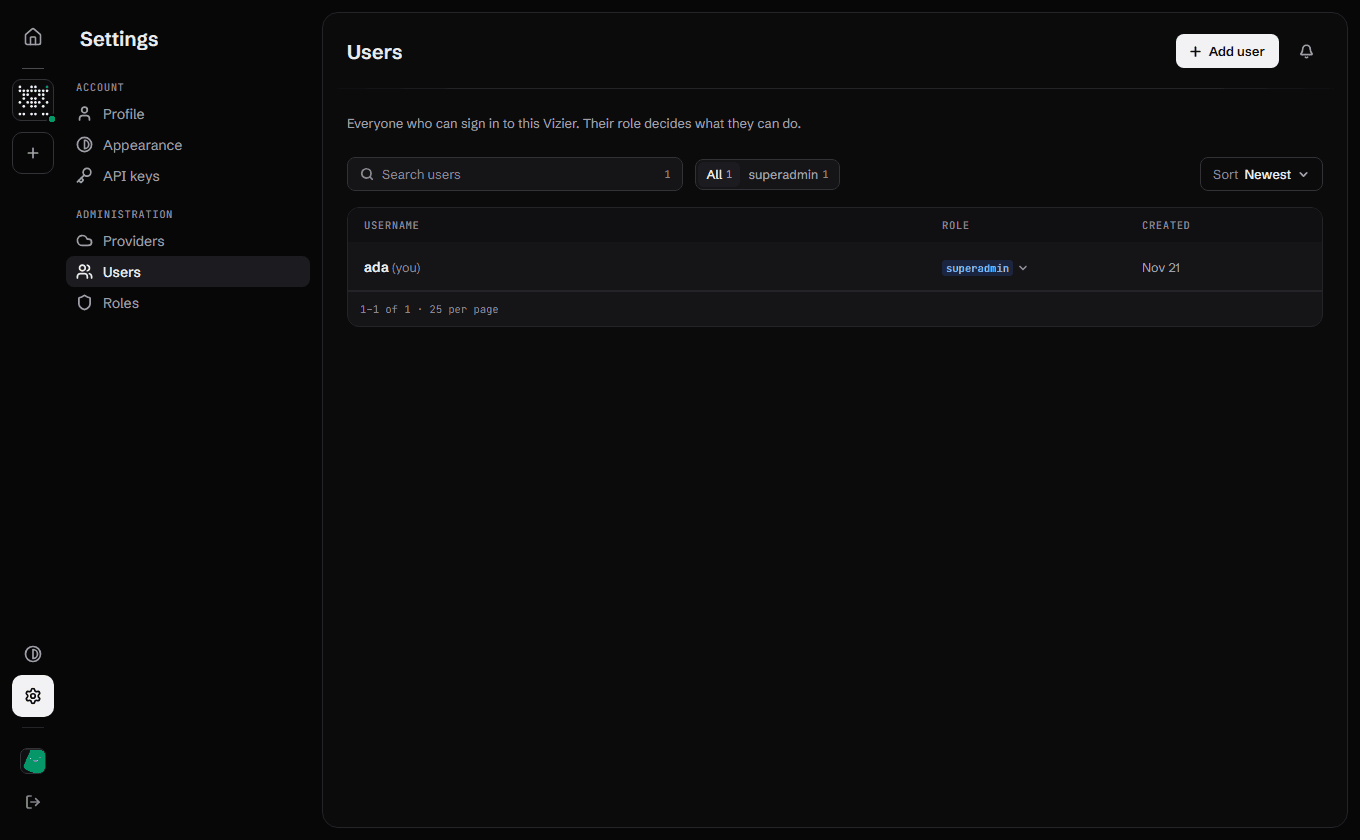 Settings
ACCOUNT
Profile
Appearance
API keys
ADMINISTRATION
Providers
Users
Roles
Users
Add user
Everyone who can sign in to this Vizier. Their role decides what they can do.
Search users 1
All 1 superadmin 1
Sort Newest
USERNAME ROLE CREATED
ada (you) superadmin Nov 21
1–1 of 1 · 25 per page